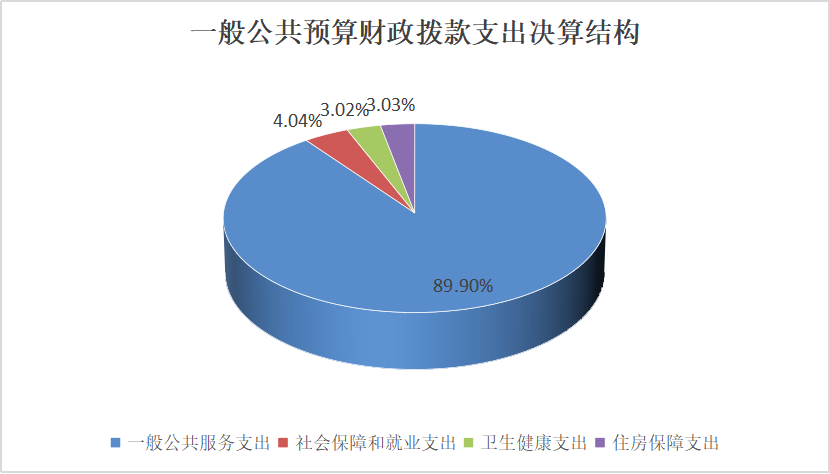 一般公共预算财政拨款支出决算结构
3.02%
3.03%
4.04%
89.90%
一般公共服务支出 社会保障和就业支出 卫生健康支出 住房保障支出